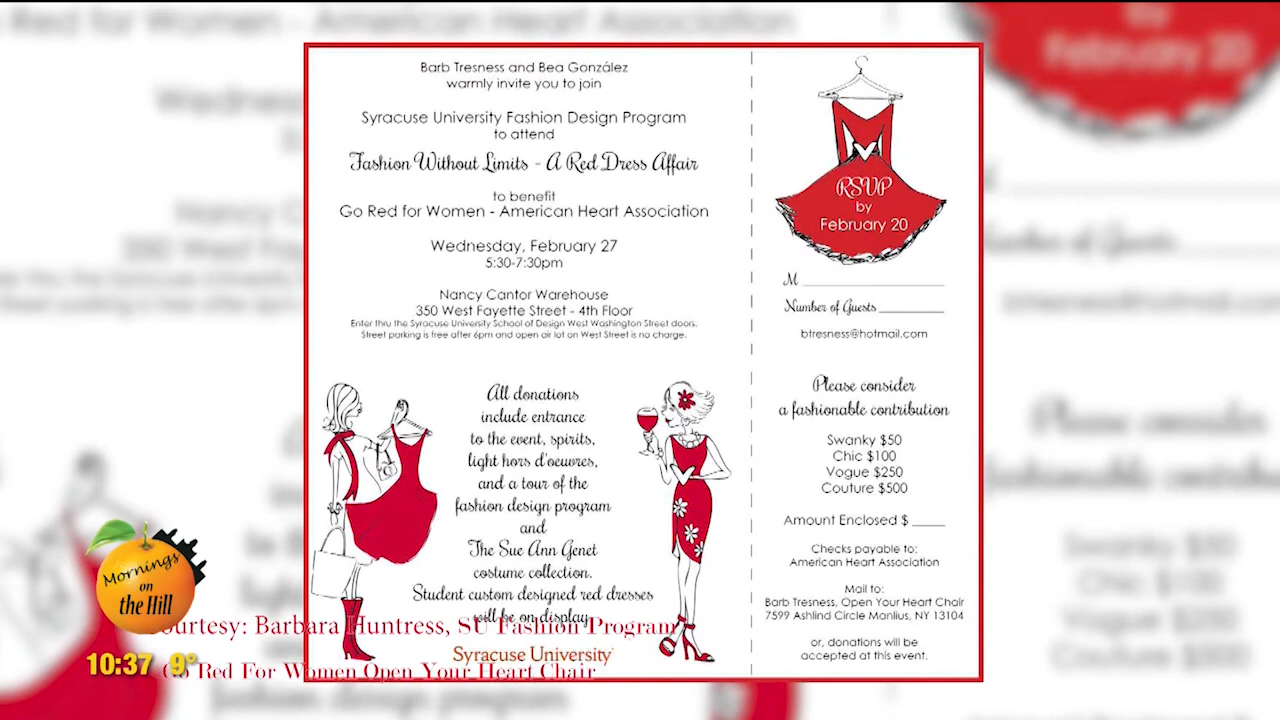 Barb Tresness and Bea González
warmly invite you to join
Syracuse University Fashion Design Program
to attend
Fashion Without Limits - A Red Dress Affair
to benefit
Go Red for Women - American Heart Association
Wednesday, February 27
5:30-7:30pm
Nancy Cantor Warehouse
350 West Fayette Street - 4th Floor
Enter thru the Syracuse University School of Design West Washington Street doors.
Street parking is free after 6pm and open air lot on West Street is no charge.
All donations
include entrance
to the event, spirits,
light hors d'oeuvres,
and a tour of the
fashion design program
and
The Sue Ann Genet
costume collection.
Student custom designed red dresses
will be on display
Syracuse University
RSVP
by
February 20
M
Number of Guests
btresness@hotmail.com
Please consider
a fashionable contribution
Swanky $50
Chic $100
Vogue $250
Couture $500
Amount Enclosed $
Checks payable to:
American Heart Association
Mail to:
Barb Tresness, Open Your Heart Chair
7599 Ashlind Circle Manlius, NY 13104
or, donations will be
accepted at this event.
Mornings
on
the Hill
Courtesy: Barbara Huntress, SU Fashion Program
10:37 9°
Go Red For Women Open Your Heart Chair